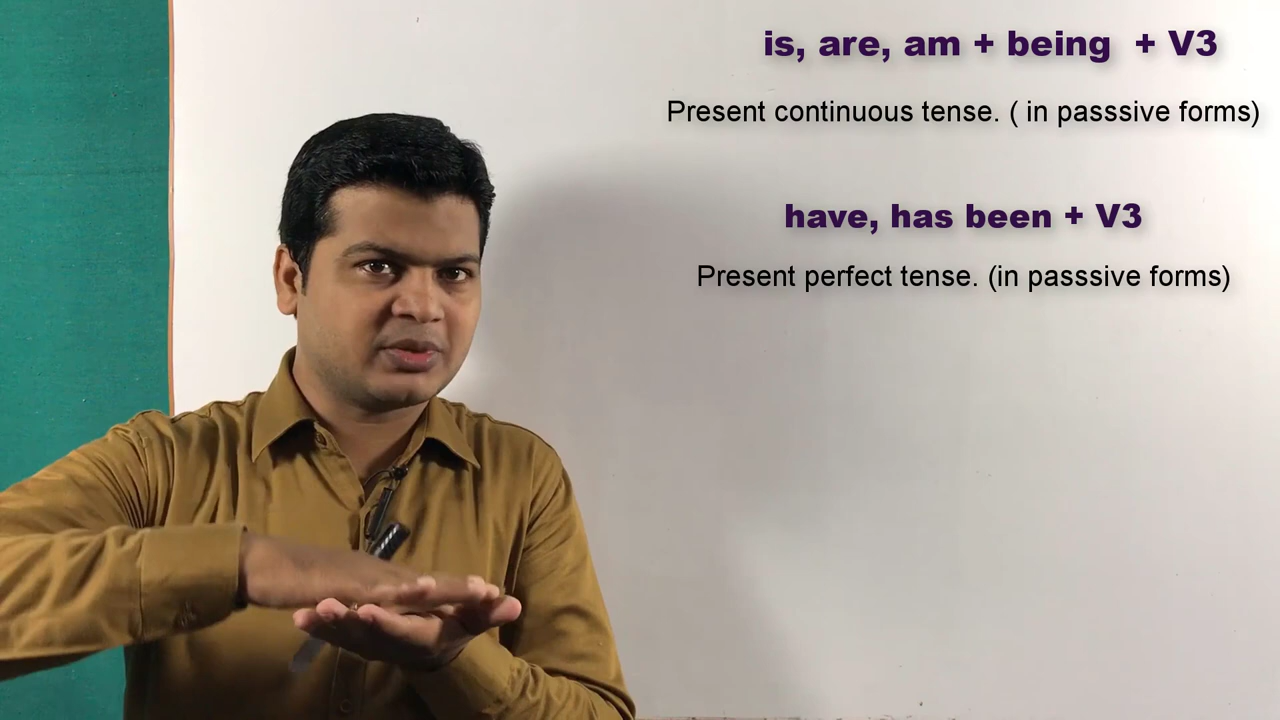 is, are, am + being + V3
Present continuous tense. ( in passsive forms)
have, has been + V3
Present perfect tense. (in passsive forms)